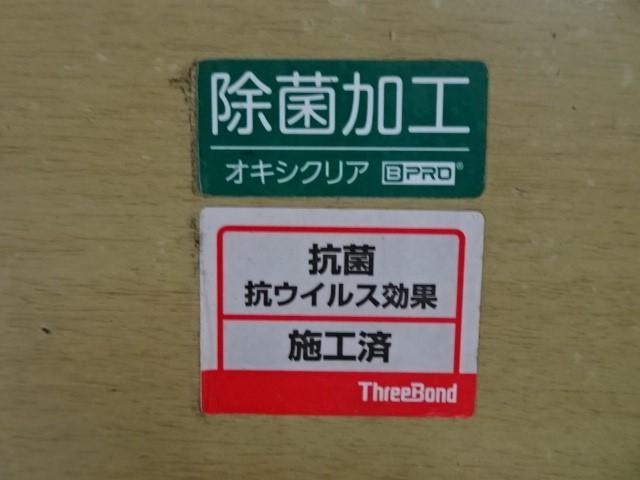 除菌加工
オキシクリア BPRO®
抗菌
抗ウイルス効果
施工済
ThreeBond